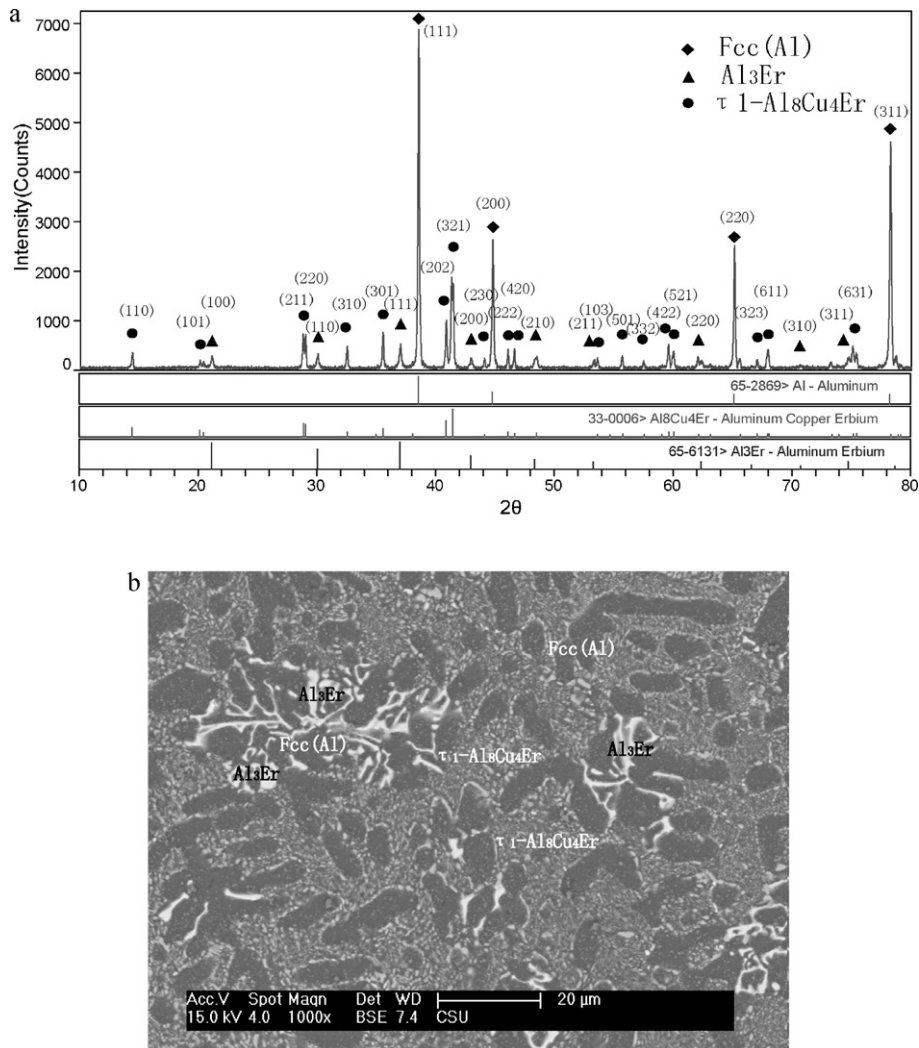 a
7000
6000
5000
4000
3000
2000
1000
0
Intensity(Counts)
Fcc(Al)
Al3Er
τ1-Al8Cu4Er
(111)
(311)
(200)
(220)
(321)
(202)
(110)
(101)
(100)
(220)
(211)
(110)
(310)
(301)
(111)
(230)
(420)
(200)
(222)
(210)
(103)
(211)
(501)
(332)
(521)
(422)
(220)
(611)
(323)
(310)
(631)
(311)
65-2869> Al - Aluminum
33-0006> Al8Cu4Er - Aluminum Copper Erbium
65-6131> Al3Er - Aluminum Erbium
10 20 30 40 50 60 70 80
2θ
b
Fcc(Al)
Al3Er
Fcc(Al)
Al3Er
τ1-Al8Cu4Er
Al3Er
τ1-Al8Cu4Er
Acc.V Spot Magn Det WD 20 µm
15.0 kV 4.0 1000x BSE 7.4 CSU